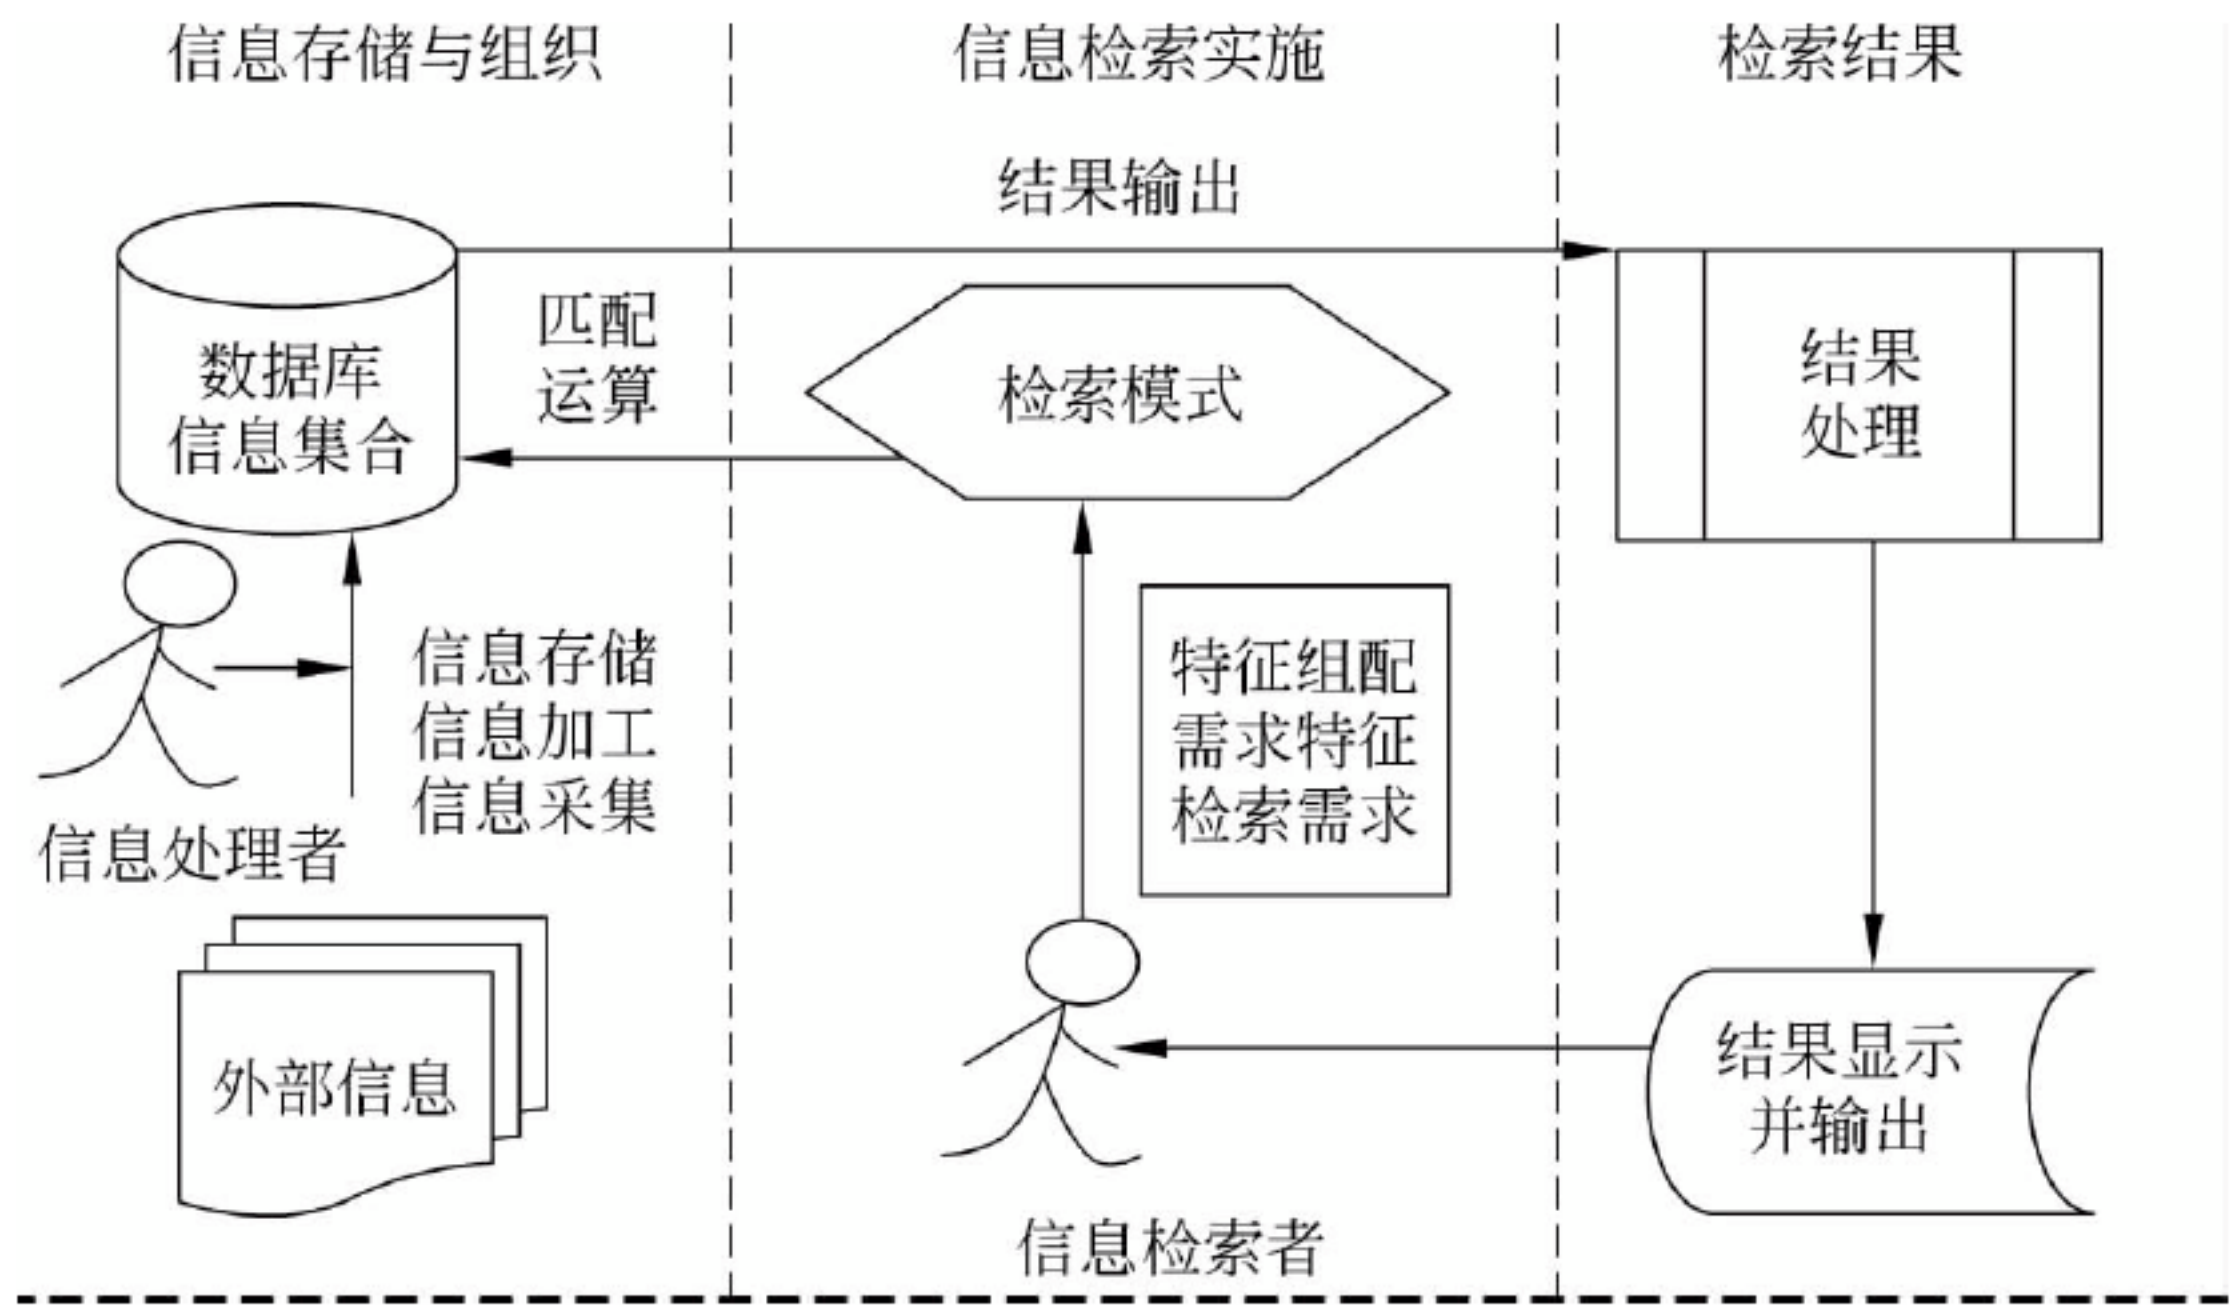 信息存储与组织
信息检索实施
检索结果
结果输出
匹配
运算
数据库
信息集合
检索模式
结果
处理
信息存储
信息加工
信息采集
信息处理者
特征组配
需求特征
检索需求
外部信息
结果显示
并输出
信息检索者